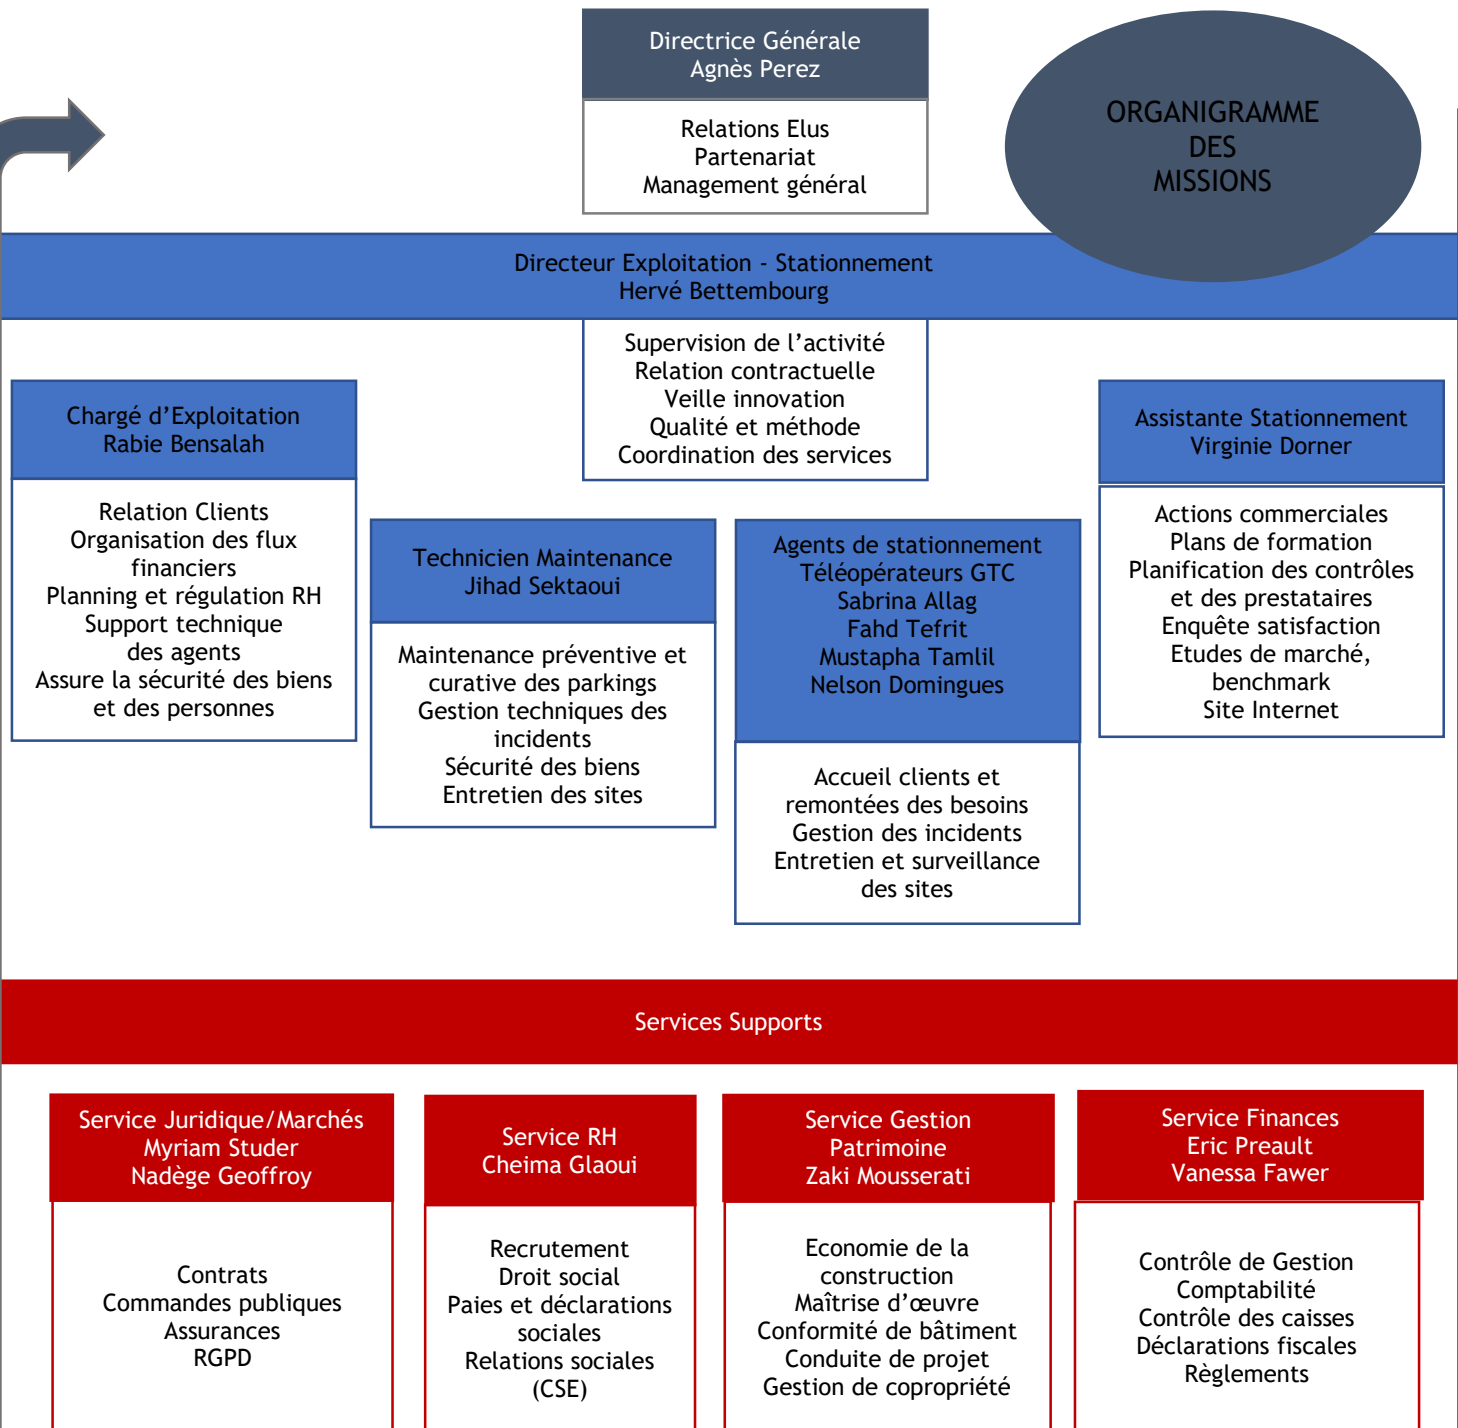 Directrice Générale
Agnès Perez
Relations Elus
Partenariat
Management général
ORGANIGRAMME
DES
MISSIONS
Directeur Exploitation - Stationnement
Hervé Bettembourg
Supervision de l’activité
Relation contractuelle
Veille innovation
Qualité et méthode
Coordination des services
Chargé d’Exploitation
Rabie Bensalah
Relation Clients
Organisation des flux
financiers
Planning et régulation RH
Support technique
des agents
Assure la sécurité des biens
et des personnes
Technicien Maintenance
Jihad Sektaoui
Maintenance préventive et
curative des parkings
Gestion techniques des
incidents
Sécurité des biens
Entretien des sites
Agents de stationnement
Téléopérateurs GTC
Sabrina Allag
Fahd Tefrit
Mustapha Tamlil
Nelson Domingues
Accueil clients et
remontées des besoins
Gestion des incidents
Entretien et surveillance
des sites
Assistante Stationnement
Virginie Dorner
Actions commerciales
Plans de formation
Planification des contrôles
et des prestataires
Enquête satisfaction
Etudes de marché,
benchmark
Site Internet
Services Supports
Service Juridique/Marchés
Myriam Studer
Nadège Geoffroy
Contrats
Commandes publiques
Assurances
RGPD
Service RH
Cheima Glaoui
Recrutement
Droit social
Paies et déclarations
sociales
Relations sociales
(CSE)
Service Gestion
Patrimoine
Zaki Mousserati
Economie de la
construction
Maîtrise d’œuvre
Conformité de bâtiment
Conduite de projet
Gestion de copropriété
Service Finances
Eric Preault
Vanessa Fawer
Contrôle de Gestion
Comptabilité
Contrôle des caisses
Déclarations fiscales
Règlements